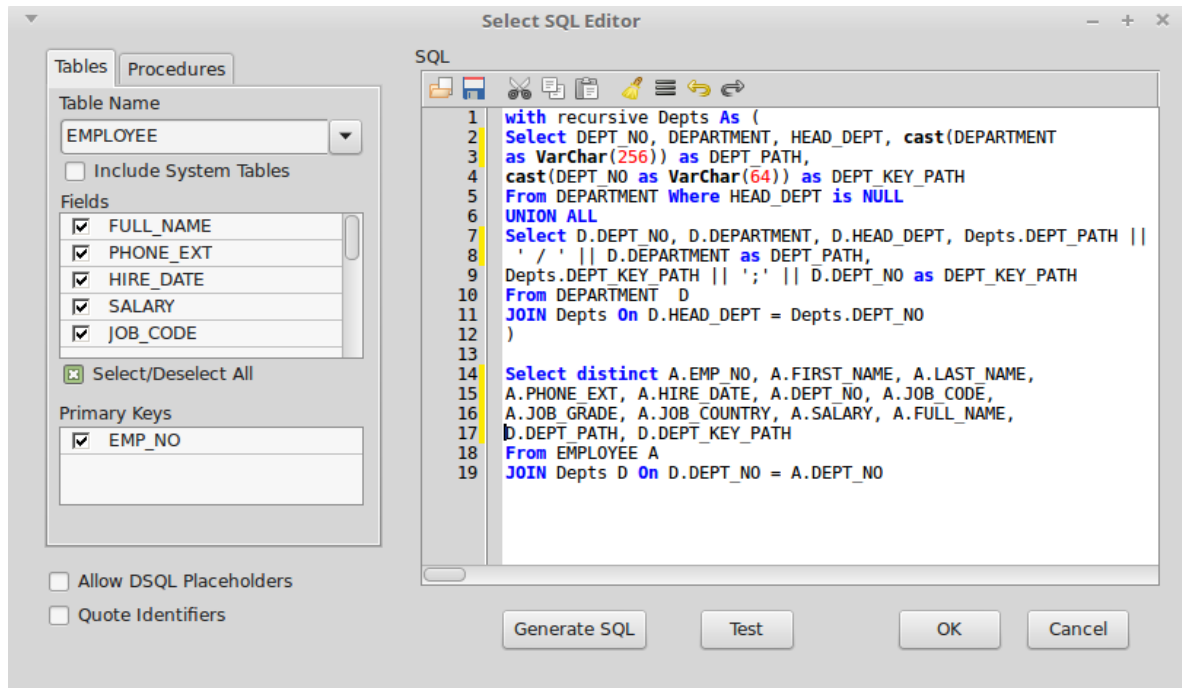 Select SQL Editor
Tables
Procedures
Table Name
EMPLOYEE
Include System Tables
Fields
FULL_NAME
PHONE_EXT
HIRE_DATE
SALARY
JOB_CODE
Select/Deselect All
Primary Keys
EMP_NO
Allow DSQL Placeholders
Quote Identifiers
SQL
1 with recursive Depts As (
2 Select DEPT_NO, DEPARTMENT, HEAD_DEPT, cast(DEPARTMENT
3 as VarChar(256)) as DEPT_PATH,
4 cast(DEPT_NO as VarChar(64)) as DEPT_KEY_PATH
5 From DEPARTMENT Where HEAD_DEPT is NULL
6 UNION ALL
7 Select D.DEPT_NO, D.DEPARTMENT, D.HEAD_DEPT, Depts.DEPT_PATH ||
8 ' / ' || D.DEPARTMENT as DEPT_PATH,
9 Depts.DEPT_KEY_PATH || ';' || D.DEPT_NO as DEPT_KEY_PATH
10 From DEPARTMENT  D
11 JOIN Depts On D.HEAD_DEPT = Depts.DEPT_NO
12 )
13
14 Select distinct A.EMP_NO, A.FIRST_NAME, A.LAST_NAME,
15 A.PHONE_EXT, A.HIRE_DATE, A.DEPT_NO, A.JOB_CODE,
16 A.JOB_GRADE, A.JOB_COUNTRY, A.SALARY, A.FULL_NAME,
17 D.DEPT_PATH, D.DEPT_KEY_PATH
18 From EMPLOYEE A
19 JOIN Depts D On D.DEPT_NO = A.DEPT_NO
Generate SQL
Test
OK
Cancel